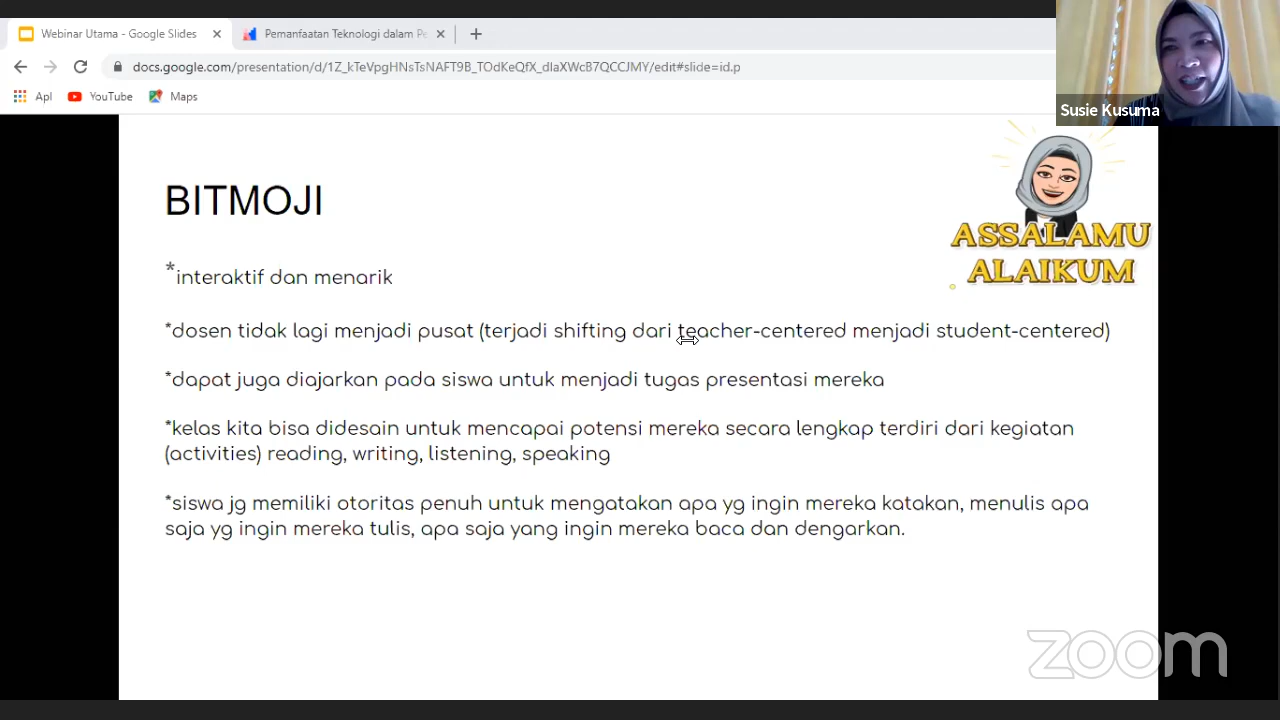 Webinar Utama - Google Slides
Pemanfaatan Teknologi dalam Pe
docs.google.com/presentation/d/1Z_kTeVpgHNsTsNAFT9B_TOdKeQfX_dIaXWcB7QCCJMY/edit#slide=id.p
Apl YouTube Maps
Susie Kusuma
BITMOJI
ASSALAMU
ALAIKUM
*interaktif dan menarik
*dosen tidak lagi menjadi pusat (terjadi shifting dari teacher-centered menjadi student-centered)
*dapat juga diajarkan pada siswa untuk menjadi tugas presentasi mereka
*kelas kita bisa didesain untuk mencapai potensi mereka secara lengkap terdiri dari kegiatan
(activities) reading, writing, listening, speaking
*siswa jg memiliki otoritas penuh untuk mengatakan apa yg ingin mereka katakan, menulis apa
saja yg ingin mereka tulis, apa saja yang ingin mereka baca dan dengarkan.
zoom